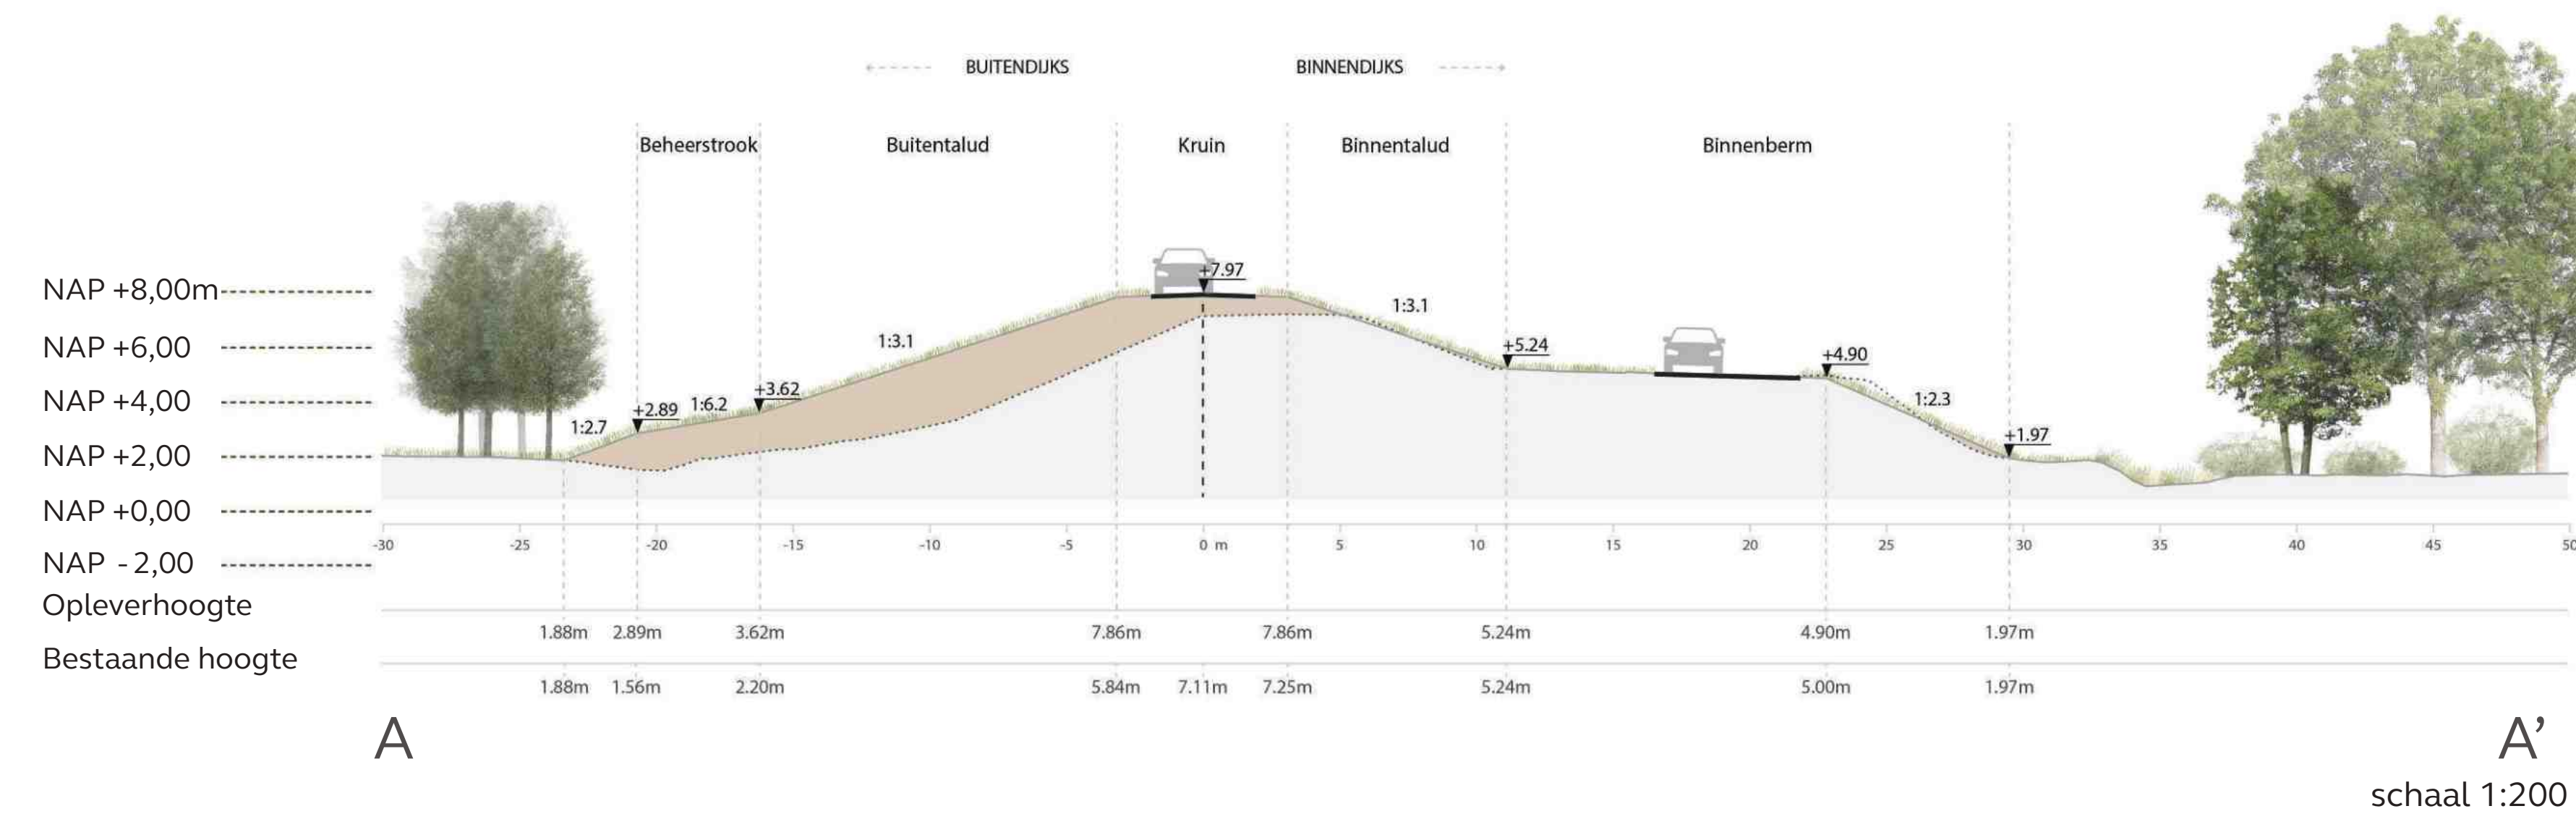 BUITENDIJKS BINNENDIJKS
Beheerstrook Buitentalud Kruin Binnentalud Binnenberm
+7.97
NAP +8,00m
1:3.1
1:3.1
NAP +6,00
+5.24
+4.90
+3.62
+2.89 1:6.2
1:2.3
NAP +4,00
1:2.7
+1.97
NAP +2,00
NAP +0,00
-30 -25 -20 -15 -10 -5 0 m 5 10 15 20 25 30 35 40 45 50
NAP - 2,00
Opleverhoogte
1.88m 2.89m 3.62m 7.86m 7.86m 5.24m 4.90m 1.97m
Bestaande hoogte
1.88m 1.56m 2.20m 5.84m 7.11m 7.25m 5.24m 5.00m 1.97m
A A’
schaal 1:200